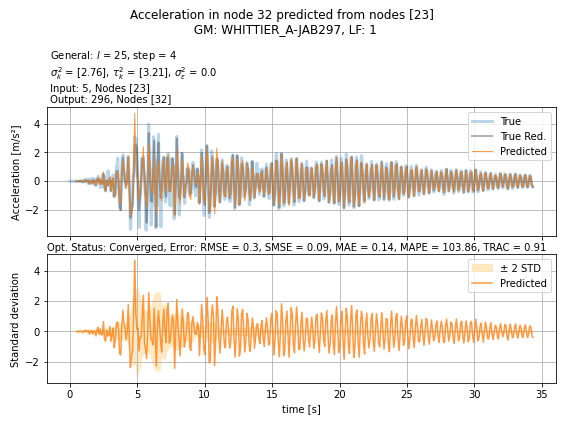 Acceleration in node 32 predicted from nodes [23]
GM: WHITTIER_A-JAB297, LF: 1
General: l = 25, step = 4
σ²ₖ = [2.76], τ²ₖ = [3.21], σ²ε = 0.0
Input: 5, Nodes [23]
Output: 296, Nodes [32]
Acceleration [m/s²]
4
2
0
−2
True
True Red.
Predicted
Opt. Status: Converged, Error: RMSE = 0.3, SMSE = 0.09, MAE = 0.14, MAPE = 103.86, TRAC = 0.91
Standard deviation
4
2
0
−2
± 2 STD
Predicted
0 5 10 15 20 25 30 35
time [s]